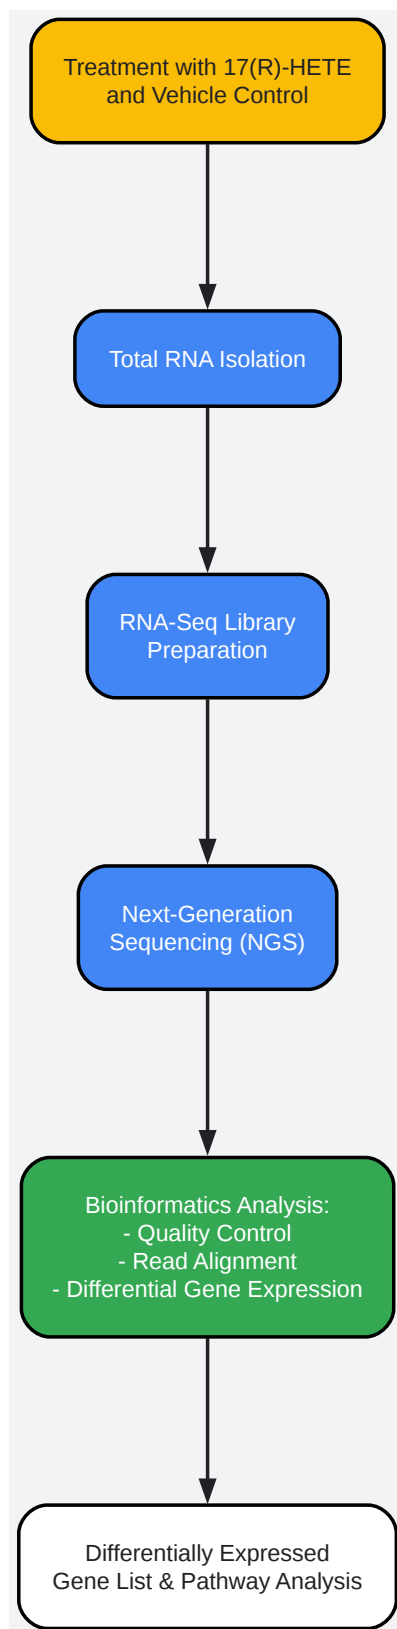 Treatment with 17(R)-HETE
and Vehicle Control
Total RNA Isolation
RNA-Seq Library
Preparation
Next-Generation
Sequencing (NGS)
Bioinformatics Analysis:
- Quality Control
- Read Alignment
- Differential Gene Expression
Differentially Expressed
Gene List & Pathway Analysis